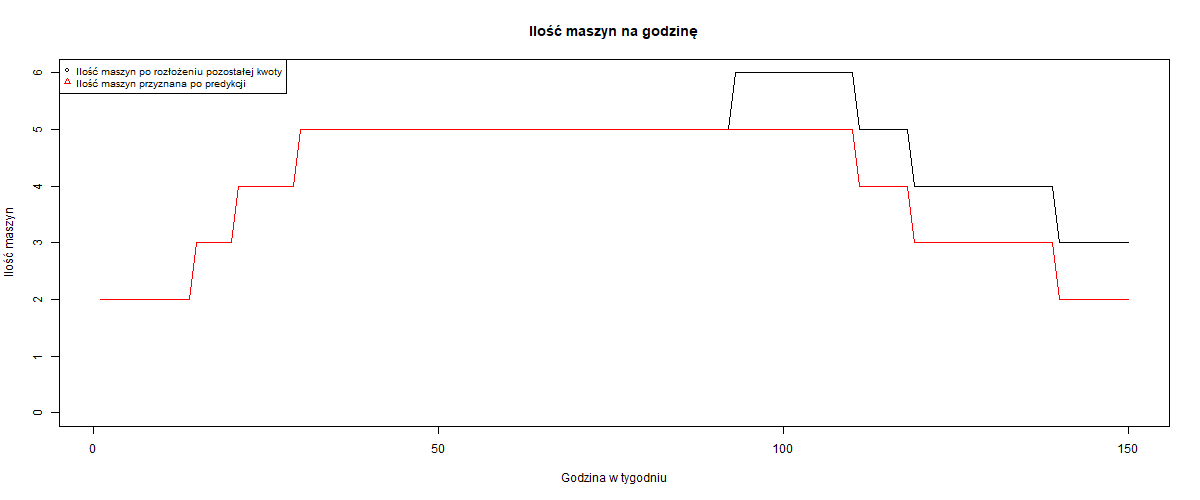 Ilość maszyn na godzinę
Ilość maszyn po rozłożeniu pozostałej kwoty
Ilość maszyn przyznana po predykcji
6
5
4
3
2
1
0
Ilość maszyn
0 50 100 150
Godzina w tygodniu